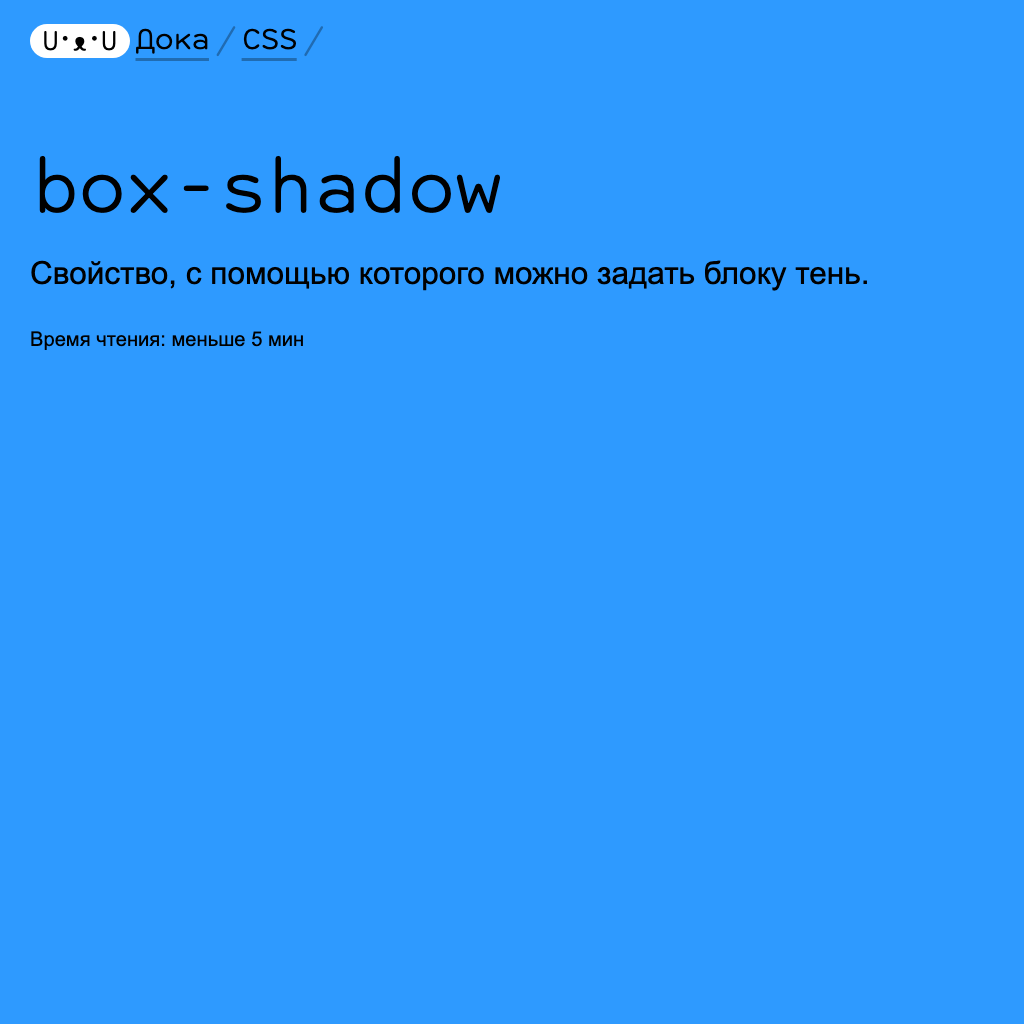 U•ᴥ•U Дока / CSS /
box-shadow
Свойство, с помощью которого можно задать блоку тень.
Время чтения: меньше 5 мин